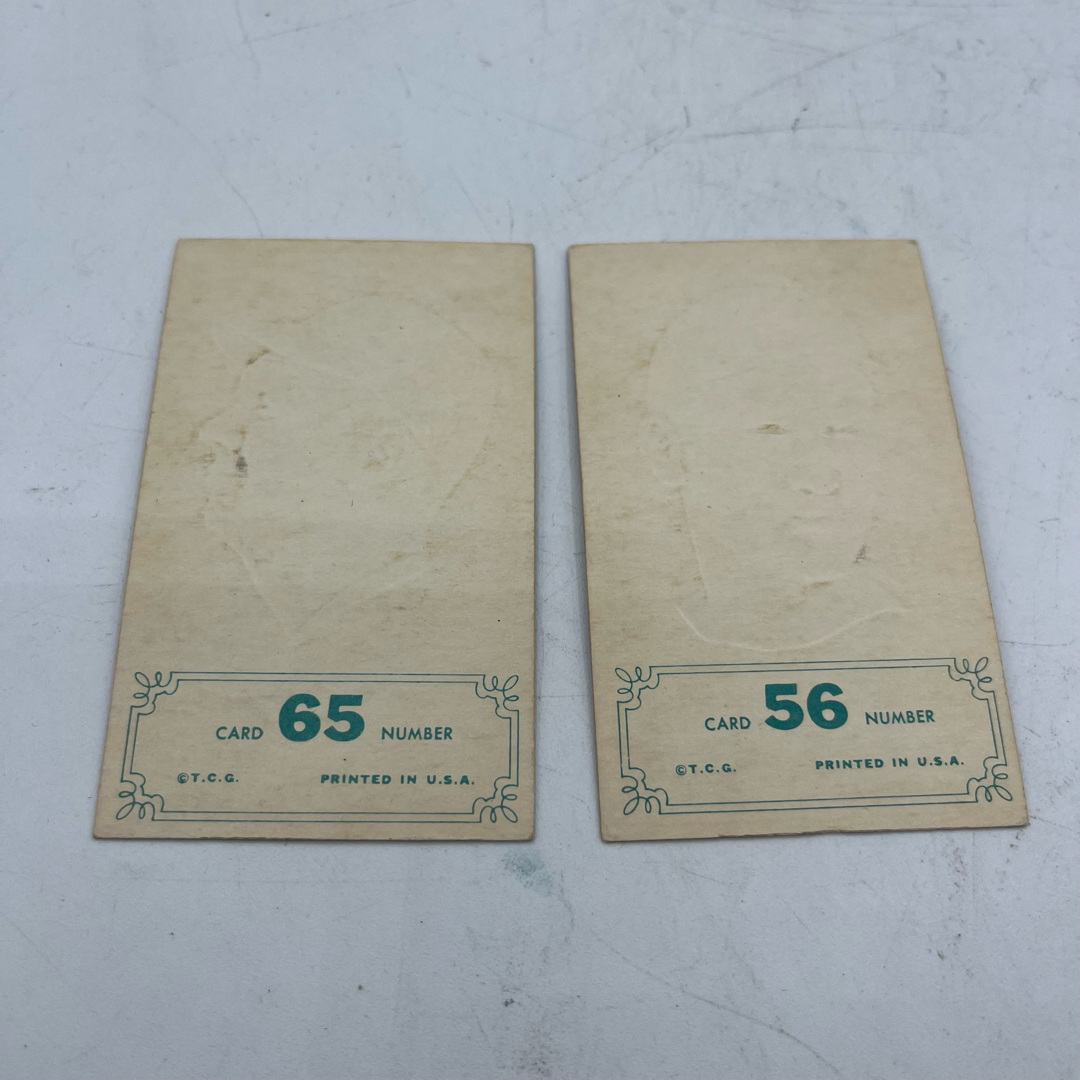 CARD 65 NUMBER
©T.C.G. PRINTED IN U.S.A.
CARD 56 NUMBER
©T.C.G. PRINTED IN U.S.A.